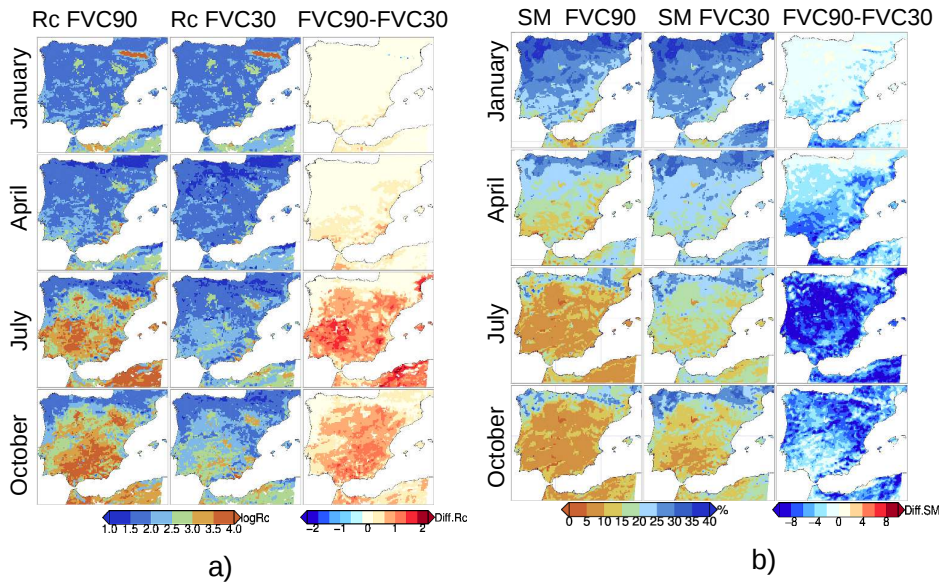 Rc FVC90 Rc FVC30 FVC90-FVC30
January
April
July
October
logRc
1.0 1.5 2.0 2.5 3.0 3.5 4.0
Diff.Rc
−2 −1 0 1 2
a)
SM FVC90 SM FVC30 FVC90-FVC30
January
April
July
October
%
0 5 10 15 20 25 30 35 40
Diff.SM
−8 −4 0 4 8
b)